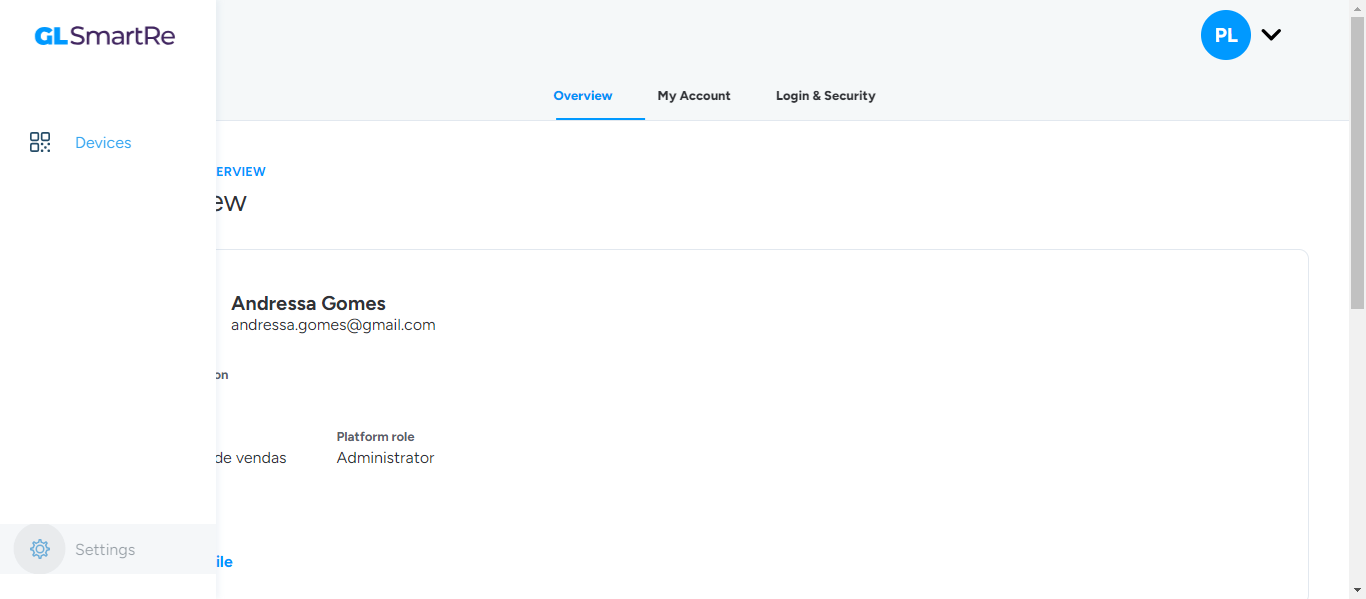 GLSmartRe
PL
Overview
My Account
Login & Security
Devices
ERVIEW
ew
Andressa Gomes
andressa.gomes@gmail.com
on
Platform role
de vendas
Administrator
Settings
ile